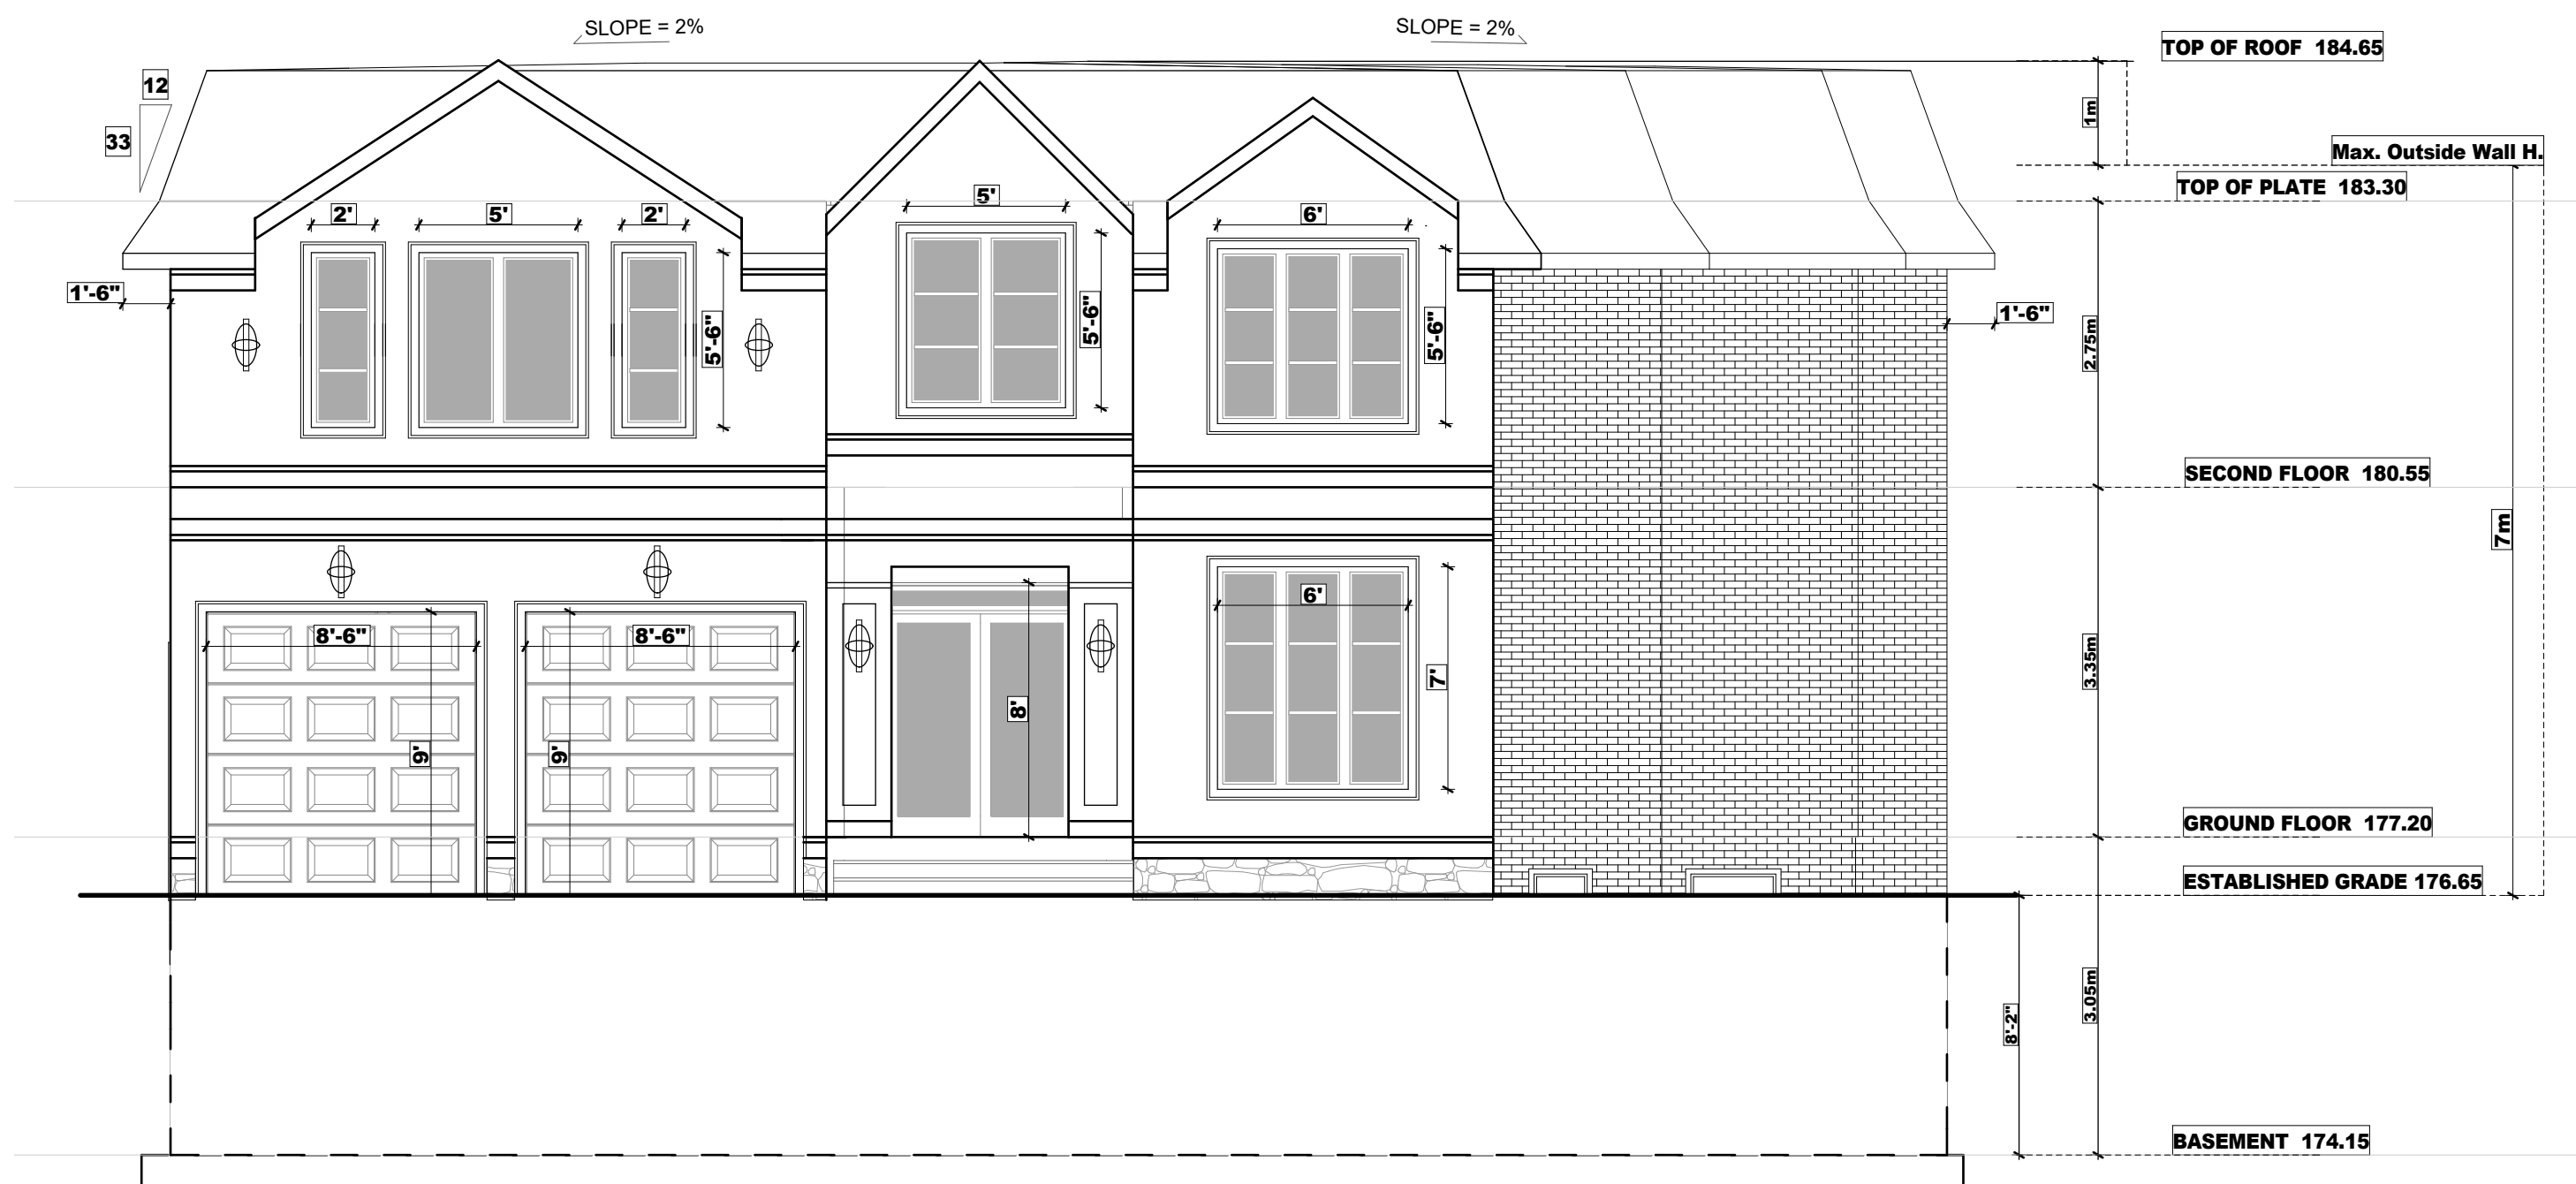 SLOPE = 2%
SLOPE = 2%
TOP OF ROOF 184.65
12
33
1m
Max. Outside Wall H.
TOP OF PLATE 183.30
2'
5'
2'
5'
6'
1'-6"
5'-6"
5'-6"
5'-6"
1'-6"
2.75m
SECOND FLOOR 180.55
7m
6'
8'-6"
8'-6"
7'
3.35m
8'
9'
9'
GROUND FLOOR 177.20
ESTABLISHED GRADE 176.65
8'-2"
3.05m
BASEMENT 174.15